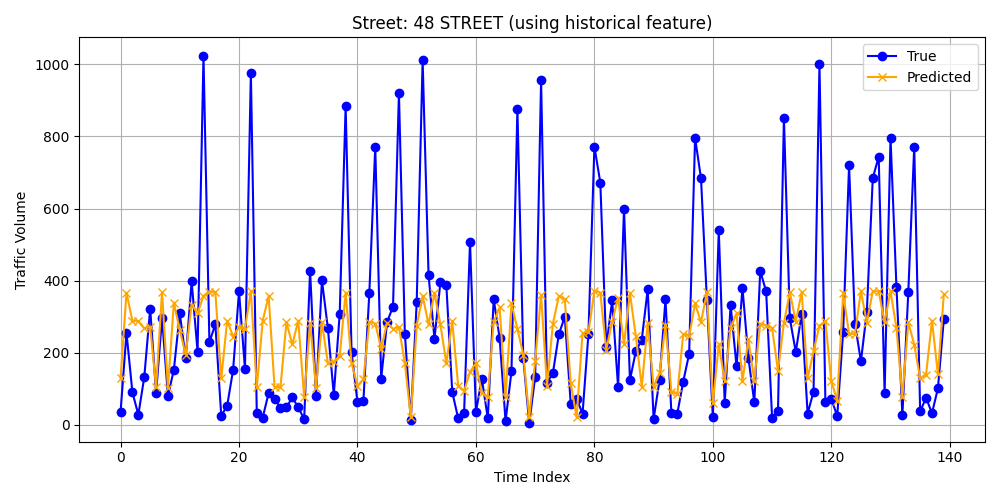 Street: 48 STREET (using historical feature)
True
Predicted
Traffic Volume
1000
800
600
400
200
0
0 20 40 60 80 100 120 140
Time Index